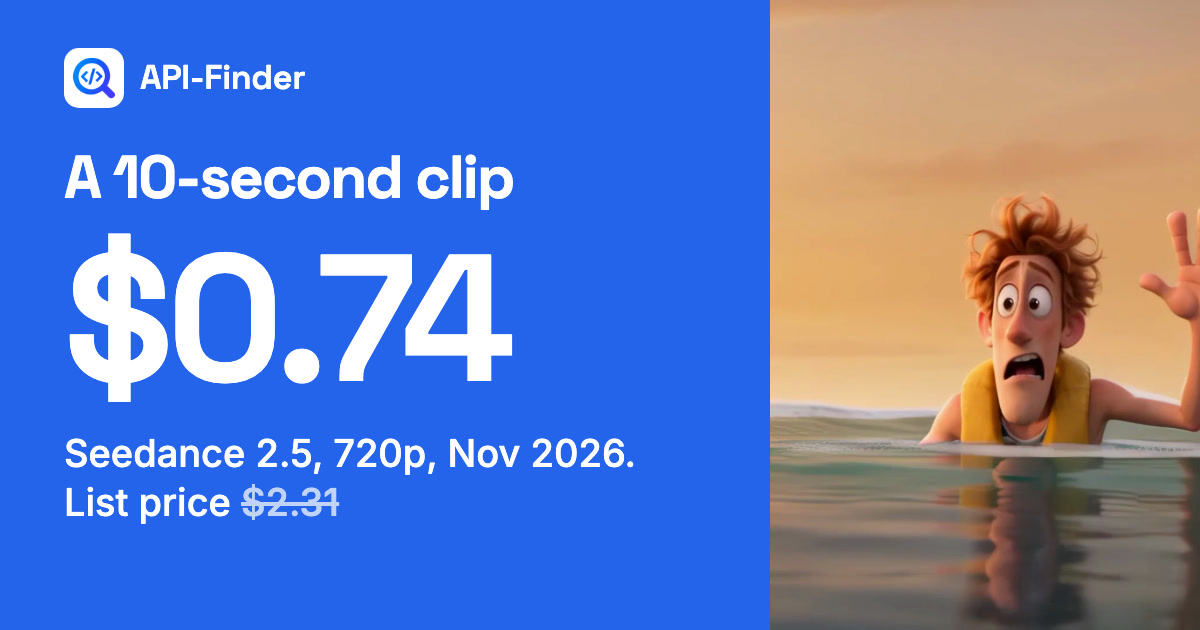 API-Finder
A 10-second clip
$0.74
Seedance 2.5, 720p, Nov 2026.
List price $2.31